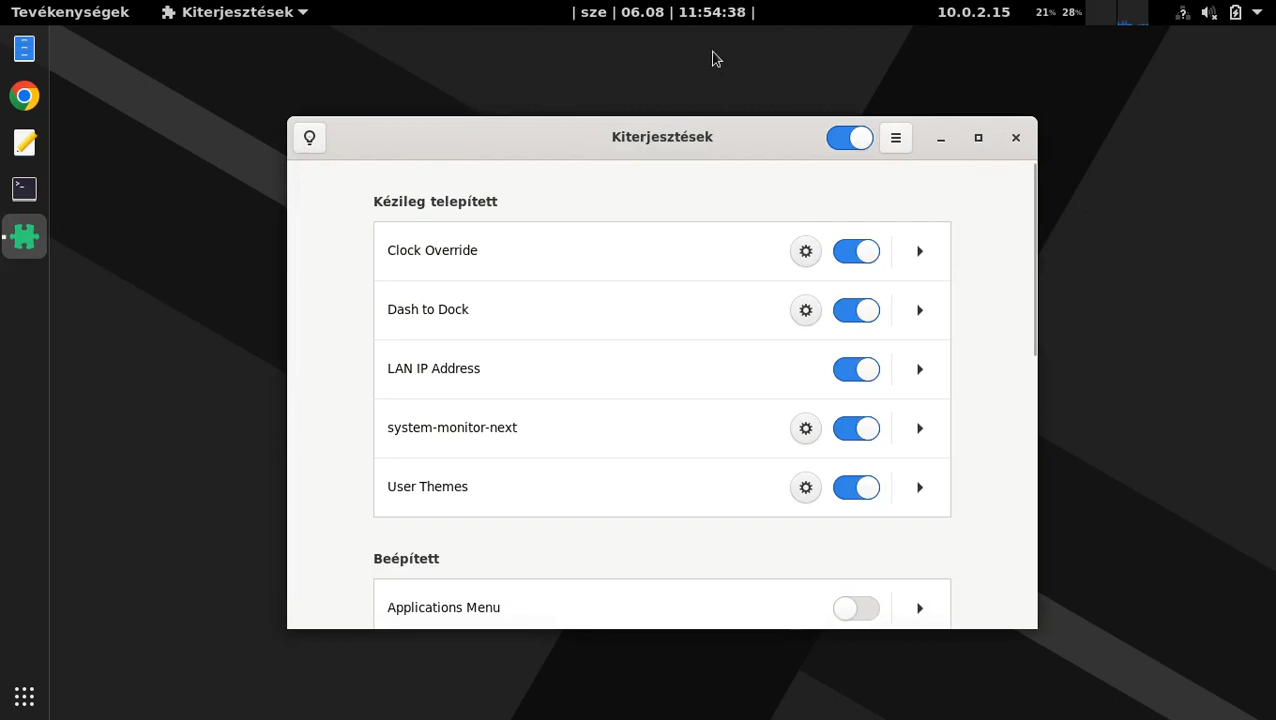 Tevékenységek Kiterjesztések | sze | 06.08 | 11:54:38 | 10.0.2.15 21% 28%
Kiterjesztések
Kézileg telepített
Clock Override
Dash to Dock
LAN IP Address
system-monitor-next
User Themes
Beépített
Applications Menu